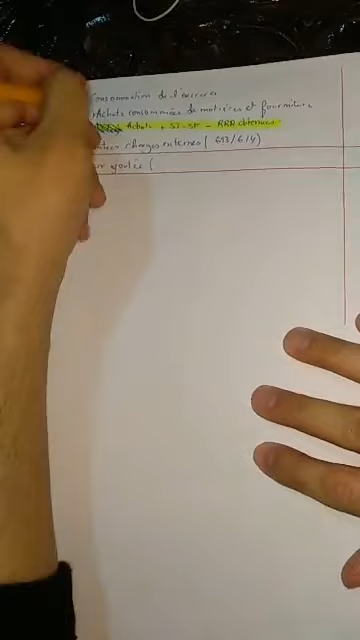 Consommation de l'exercice
Achats consommés de matières et fournitures
Achats + SI - SF - RRR obtenus
Autres charges externes (613/614)
ajoutée (